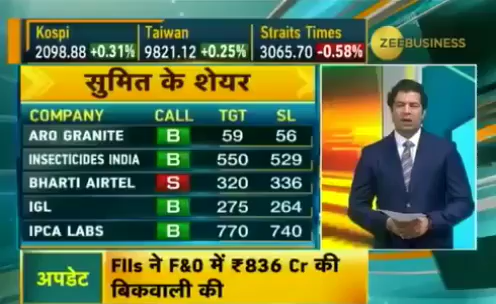 Kospi Taiwan Straits Times
2098.88 +0.31% 9821.12 +0.25% 3065.70 -0.58%
ZEEBUSINESS
सुमित के शेयर
COMPANY CALL TGT SL
ARO GRANITE B 59 56
INSECTICIDES INDIA B 550 529
BHARTI AIRTEL S 320 336
IGL B 275 264
IPCA LABS B 770 740
अपडेट
FIIs ने F&O में ₹836 Cr की
बिकवाली की